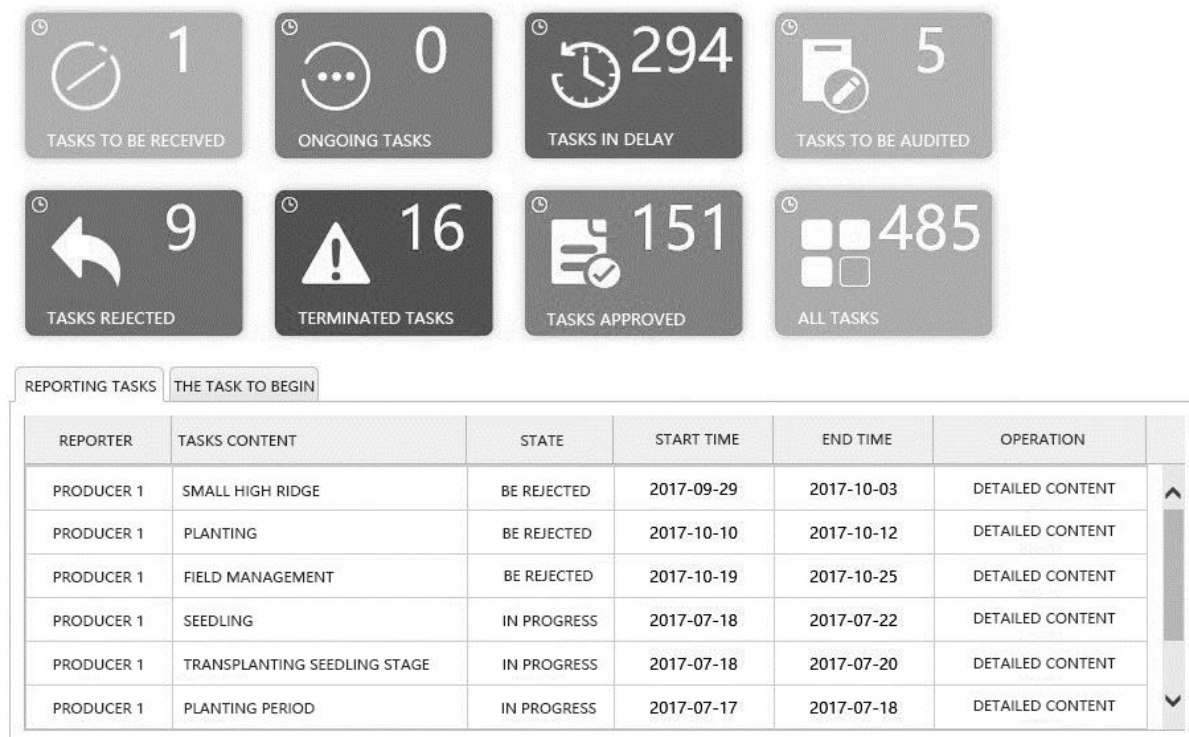 1 0 294 5
TASKS TO BE RECEIVED ONGOING TASKS TASKS IN DELAY TASKS TO BE AUDITED
9 16 151 485
TASKS REJECTED TERMINATED TASKS TASKS APPROVED ALL TASKS
REPORTING TASKS THE TASK TO BEGIN
REPORTER TASKS CONTENT STATE START TIME END TIME OPERATION
PRODUCER 1 SMALL HIGH RIDGE BE REJECTED 2017-09-29 2017-10-03 DETAILED CONTENT
PRODUCER 1 PLANTING BE REJECTED 2017-10-10 2017-10-12 DETAILED CONTENT
PRODUCER 1 FIELD MANAGEMENT BE REJECTED 2017-10-19 2017-10-25 DETAILED CONTENT
PRODUCER 1 SEEDLING IN PROGRESS 2017-07-18 2017-07-22 DETAILED CONTENT
PRODUCER 1 TRANSPLANTING SEEDLING STAGE IN PROGRESS 2017-07-18 2017-07-20 DETAILED CONTENT
PRODUCER 1 PLANTING PERIOD IN PROGRESS 2017-07-17 2017-07-18 DETAILED CONTENT